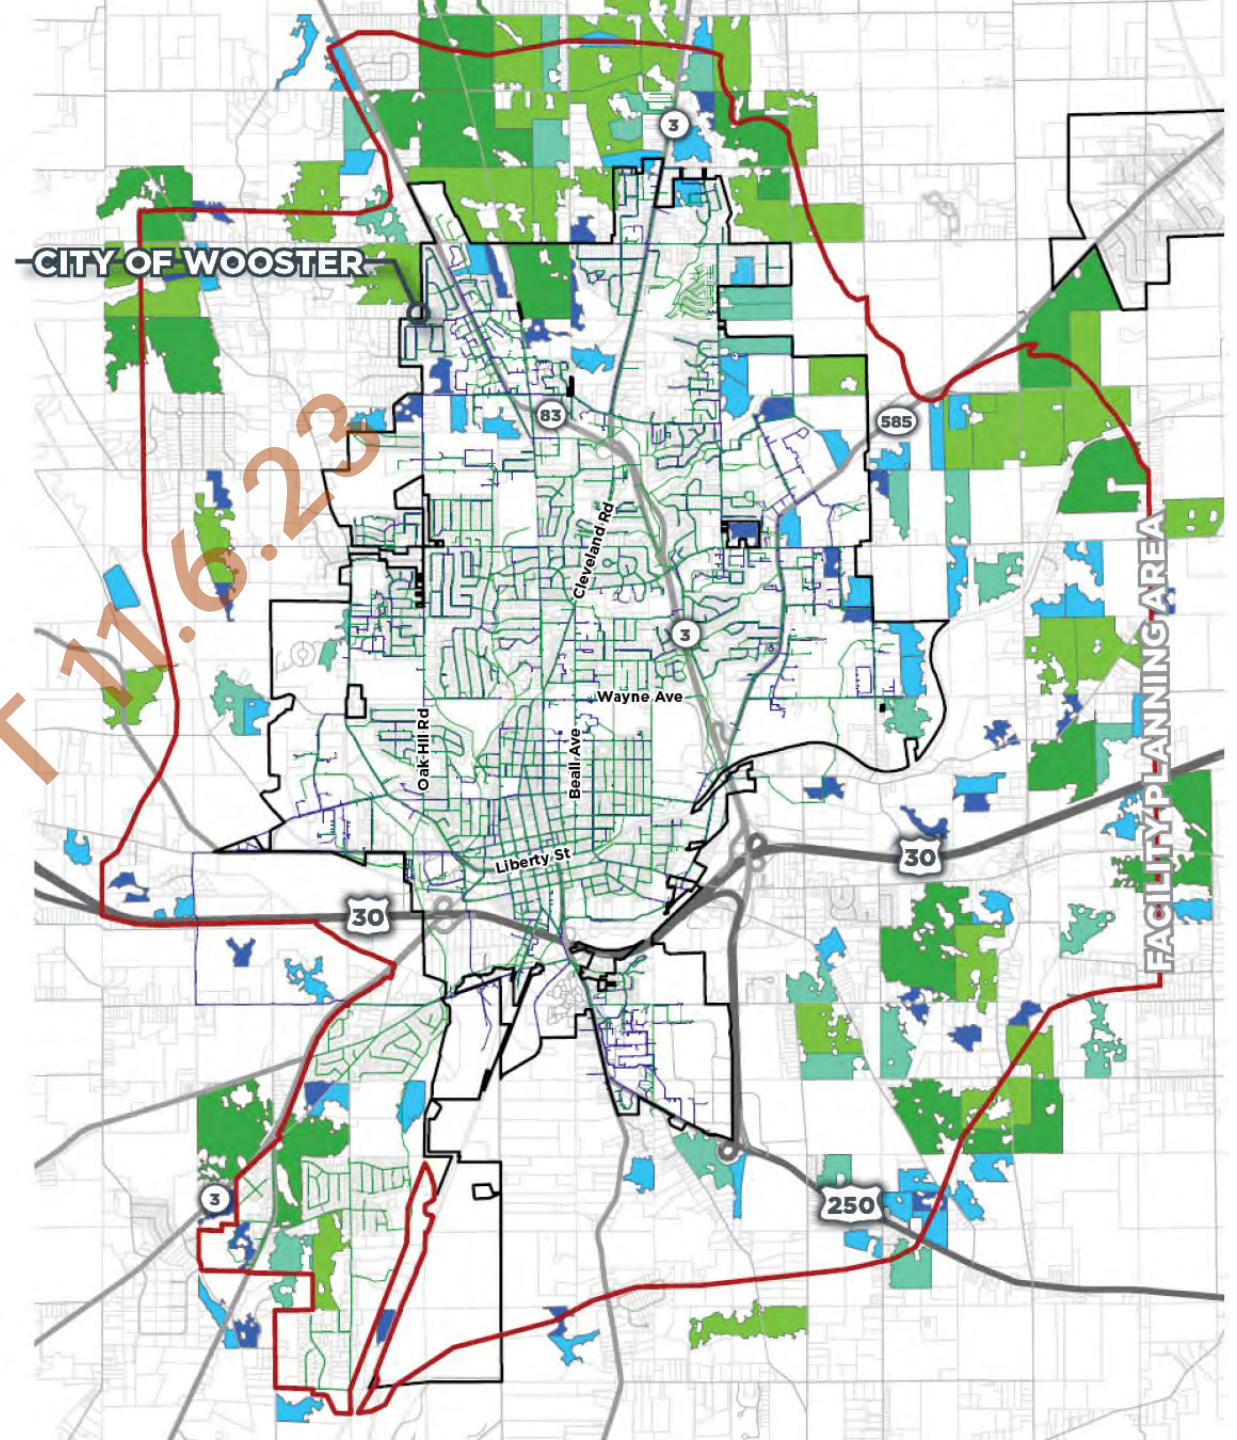 3
CITY OF WOOSTER
83
585
T 11.6.23
Cleveland Rd
3
Wayne Ave
Oak Hill Rd
Beall Ave
FACILITY PLANNING AREA
Liberty St
30
30
3
250